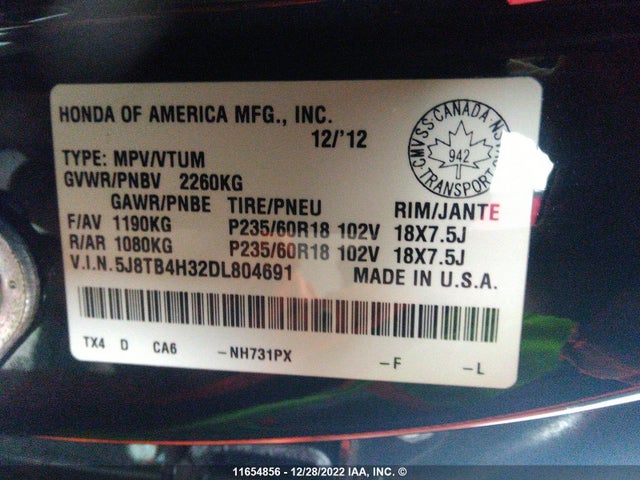 HONDA OF AMERICA MFG., INC.
12/'12
TYPE: MPV/VTUM
GVWR/PNBV 2260KG
GAWR/PNBE TIRE/PNEU RIM/JANTE
F/AV 1190KG P235/60R18 102V 18X7.5J
R/AR 1080KG P235/60R18 102V 18X7.5J
V.I.N. 5J8TB4H32DL804691 MADE IN U.S.A.
CMVSS CANADA
942
TRANSPORT
TX4 D CA6 -NH731PX -F -L
11654856 - 12/28/2022 IAA, INC. ©